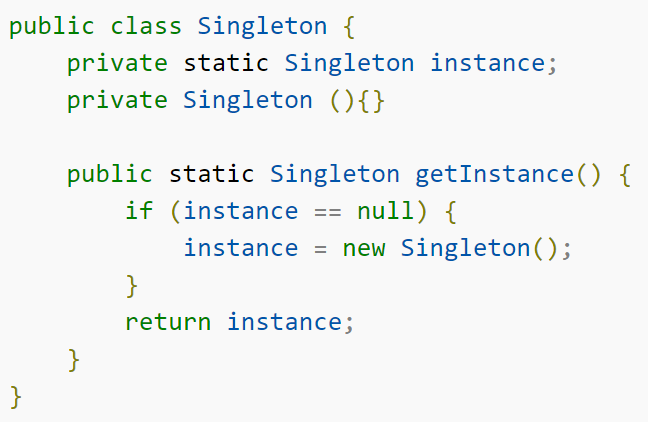 public class Singleton {
    private static Singleton instance;
    private Singleton (){}

    public static Singleton getInstance() {
        if (instance == null) {
            instance = new Singleton();
        }
        return instance;
    }
}